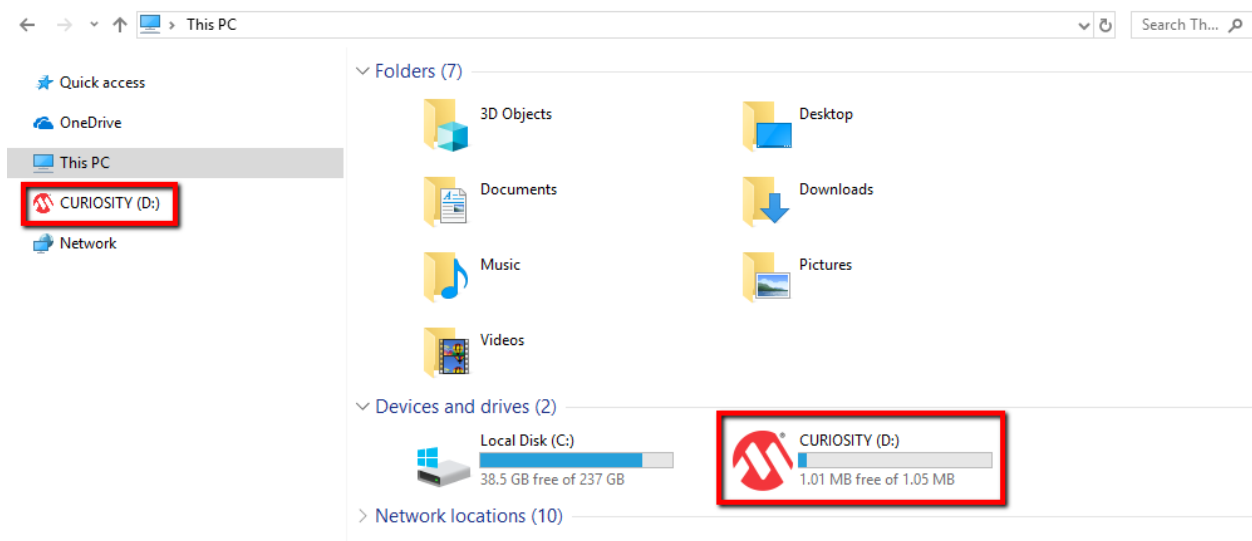 This PC
Search Th...
Quick access
OneDrive
This PC
CURIOSITY (D:)
Network
Folders (7)
3D Objects
Desktop
Documents
Downloads
Music
Pictures
Videos
Devices and drives (2)
Local Disk (C:)
38.5 GB free of 237 GB
CURIOSITY (D:)
1.01 MB free of 1.05 MB
Network locations (10)